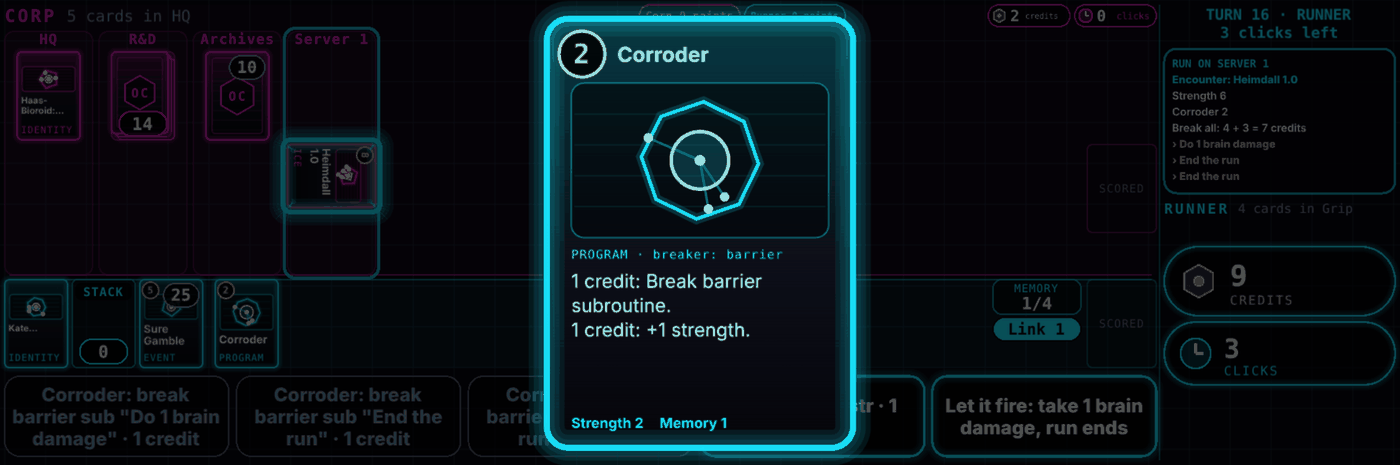 CORP 5 cards in HQ
2 credits
0 clicks
TURN 16 · RUNNER
3 clicks left
HQ
R&D
Archives
Server 1
Haas-
Bioroid:...
IDENTITY
OC
14
10
OC
Heimdall
1.0
ICE
8
SCORED
RUN ON SERVER 1
Encounter: Heimdall 1.0
Strength 6
Corroder 2
Break all: 4 + 3 = 7 credits
› Do 1 brain damage
› End the run
› End the run
RUNNER 4 cards in Grip
9
CREDITS
3
CLICKS
2
Corroder
PROGRAM · breaker: barrier
1 credit: Break barrier
subroutine.
1 credit: +1 strength.
Strength 2 Memory 1
Kate...
IDENTITY
STACK
0
5
25
Sure
Gamble
EVENT
2
Corroder
PROGRAM
MEMORY
1/4
Link 1
SCORED
Corroder: break
barrier sub "Do 1 brain
damage" · 1 credit
Corroder: break
barrier sub "End the
run" · 1 credit
str · 1
Let it fire: take 1 brain
damage, run ends